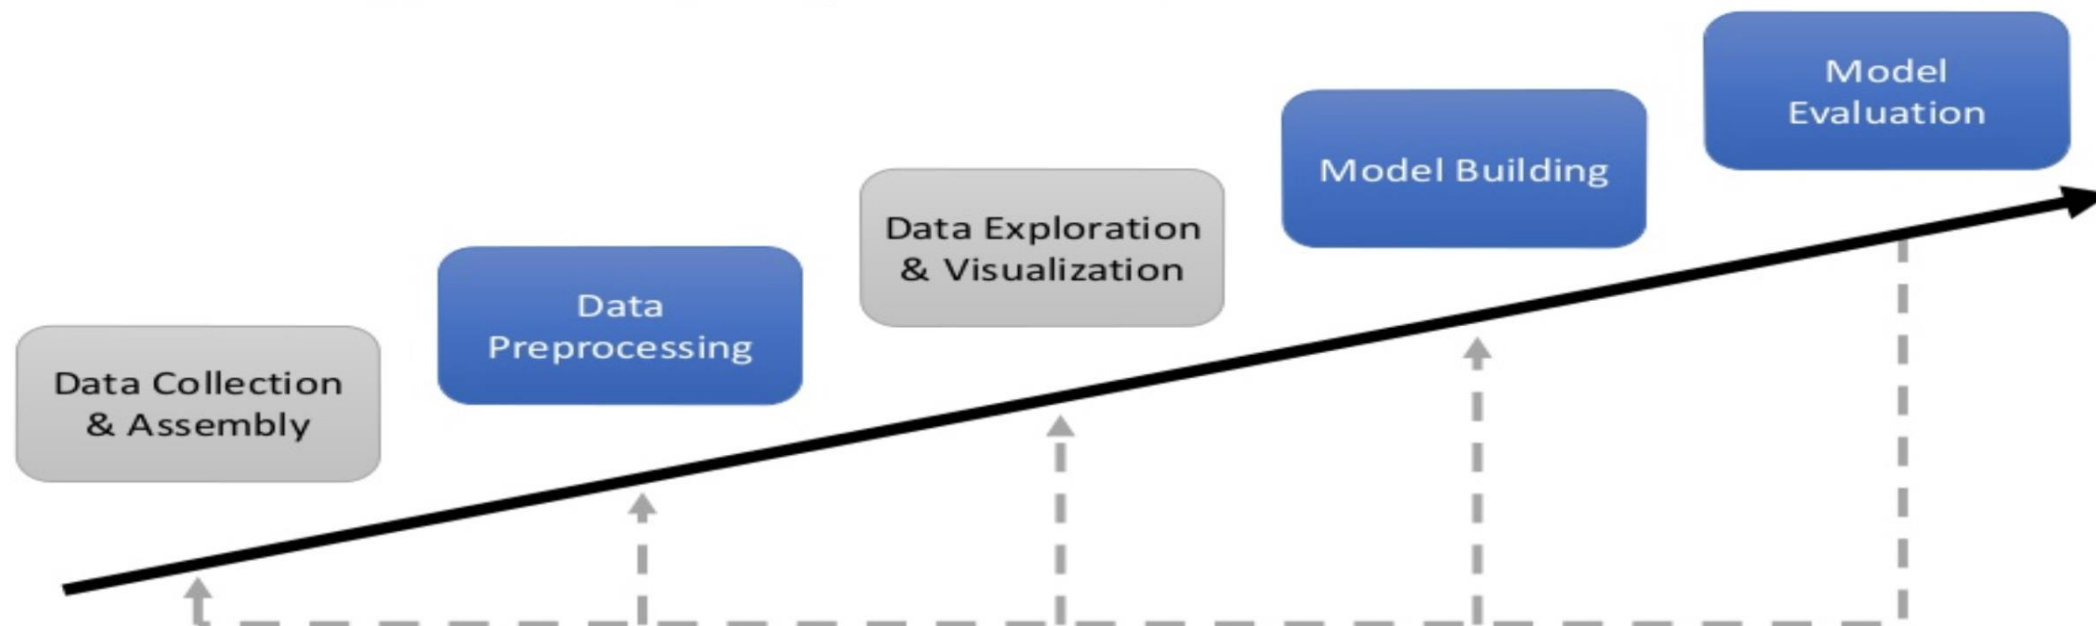 Data Collection
& Assembly
Data
Preprocessing
Data Exploration
& Visualization
Model Building
Model
Evaluation